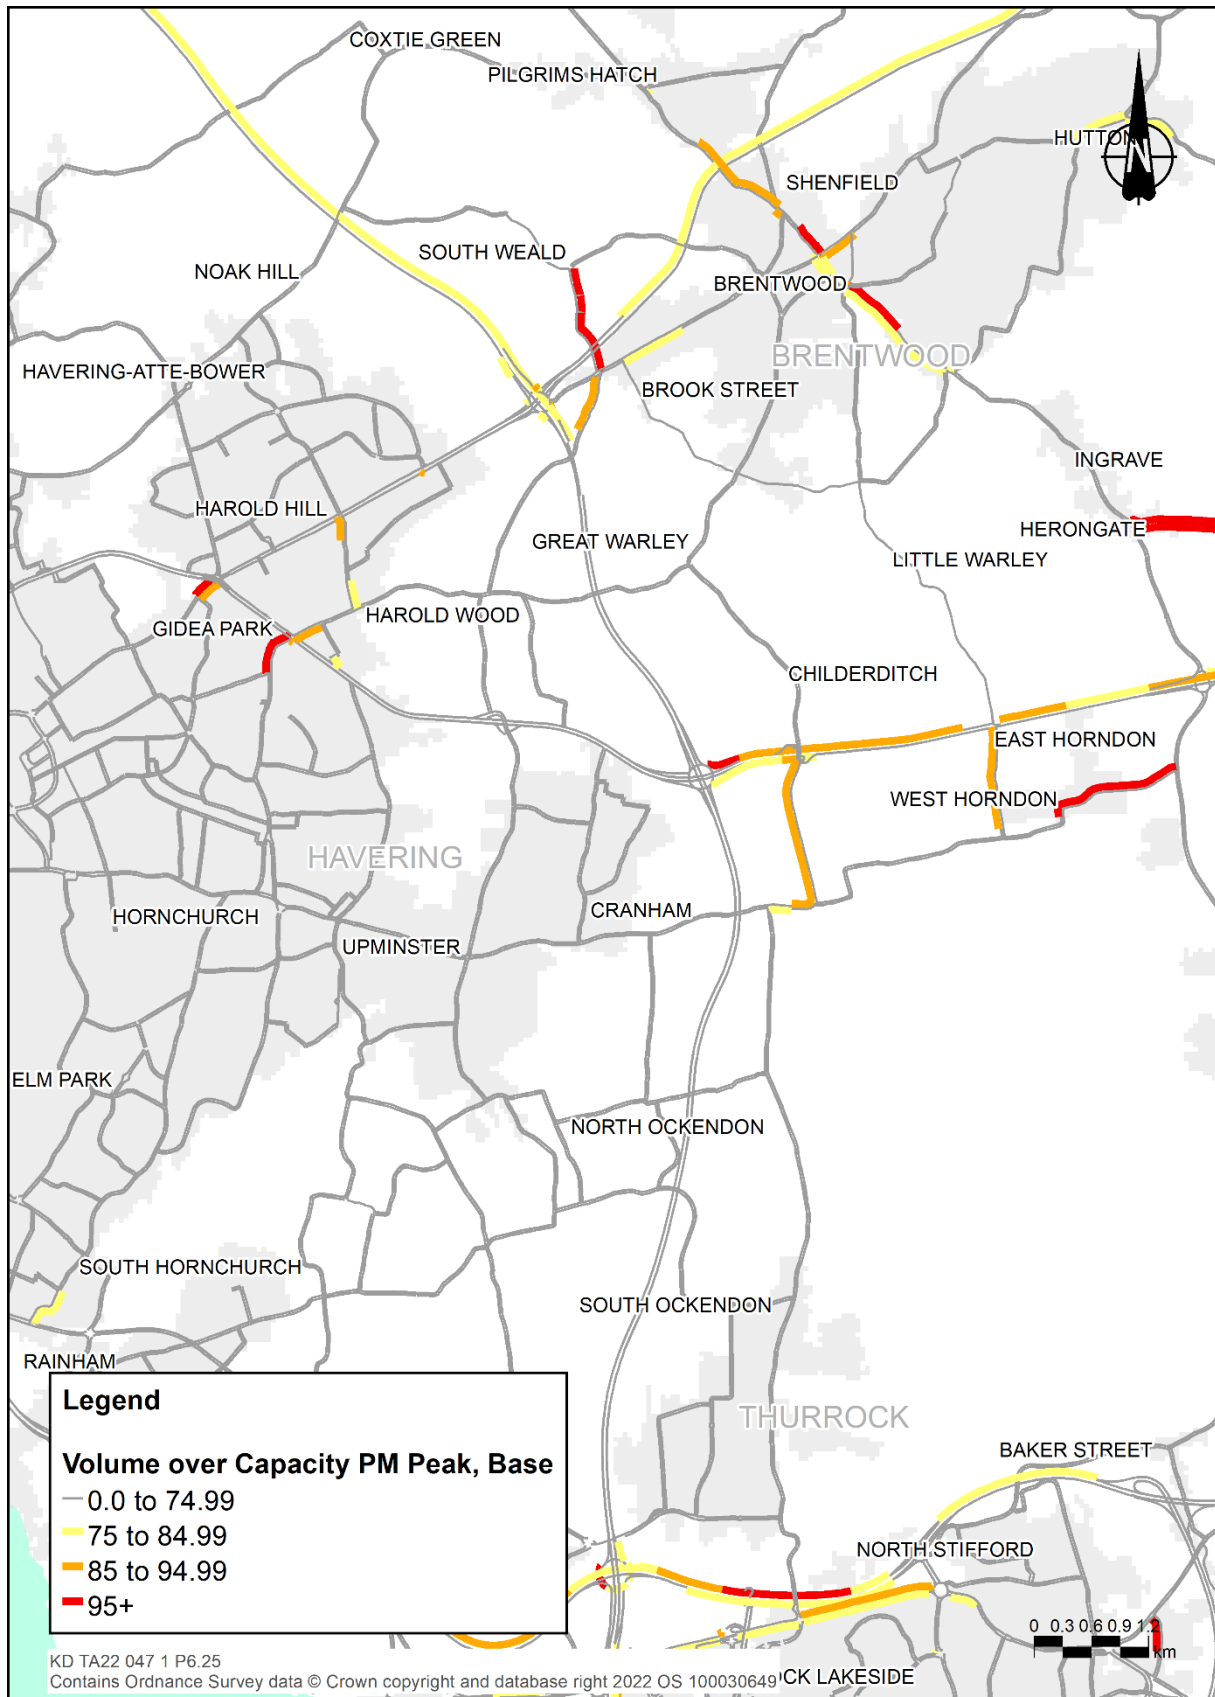 COXTIE GREEN
PILGRIMS HATCH
HUTTON
N
SHENFIELD
SOUTH WEALD
NOAK HILL
BRENTWOOD
BRENTWOOD
HAVERING-ATTE-BOWER
BROOK STREET
INGRAVE
HAROLD HILL
HERONGATE
GREAT WARLEY
LITTLE WARLEY
HAROLD WOOD
GIDEA PARK
CHILDERDITCH
EAST HORNDON
WEST HORNDON
HAVERING
CRANHAM
HORNCHURCH
UPMINSTER
ELM PARK
NORTH OCKENDON
SOUTH HORNCHURCH
SOUTH OCKENDON
RAINHAM
THURROCK
BAKER STREET
NORTH STIFFORD
Legend
Volume over Capacity PM Peak, Base
0.0 to 74.99
75 to 84.99
85 to 94.99
95+
0 0.3 0.6 0.9 1.2
km
KD TA22 047 1 P6.25
Contains Ordnance Survey data © Crown copyright and database right 2022 OS 100030649
CK LAKESIDE